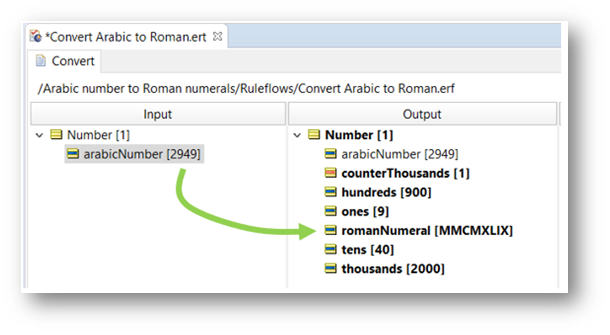 *Convert Arabic to Roman.ert
Convert
/Arabic number to Roman numerals/Ruleflows/Convert Arabic to Roman.erf
Input
Output
Number [1]
arabicNumber [2949]
Number [1]
arabicNumber [2949]
counterThousands [1]
hundreds [900]
ones [9]
romanNumeral [MMCMXLIX]
tens [40]
thousands [2000]